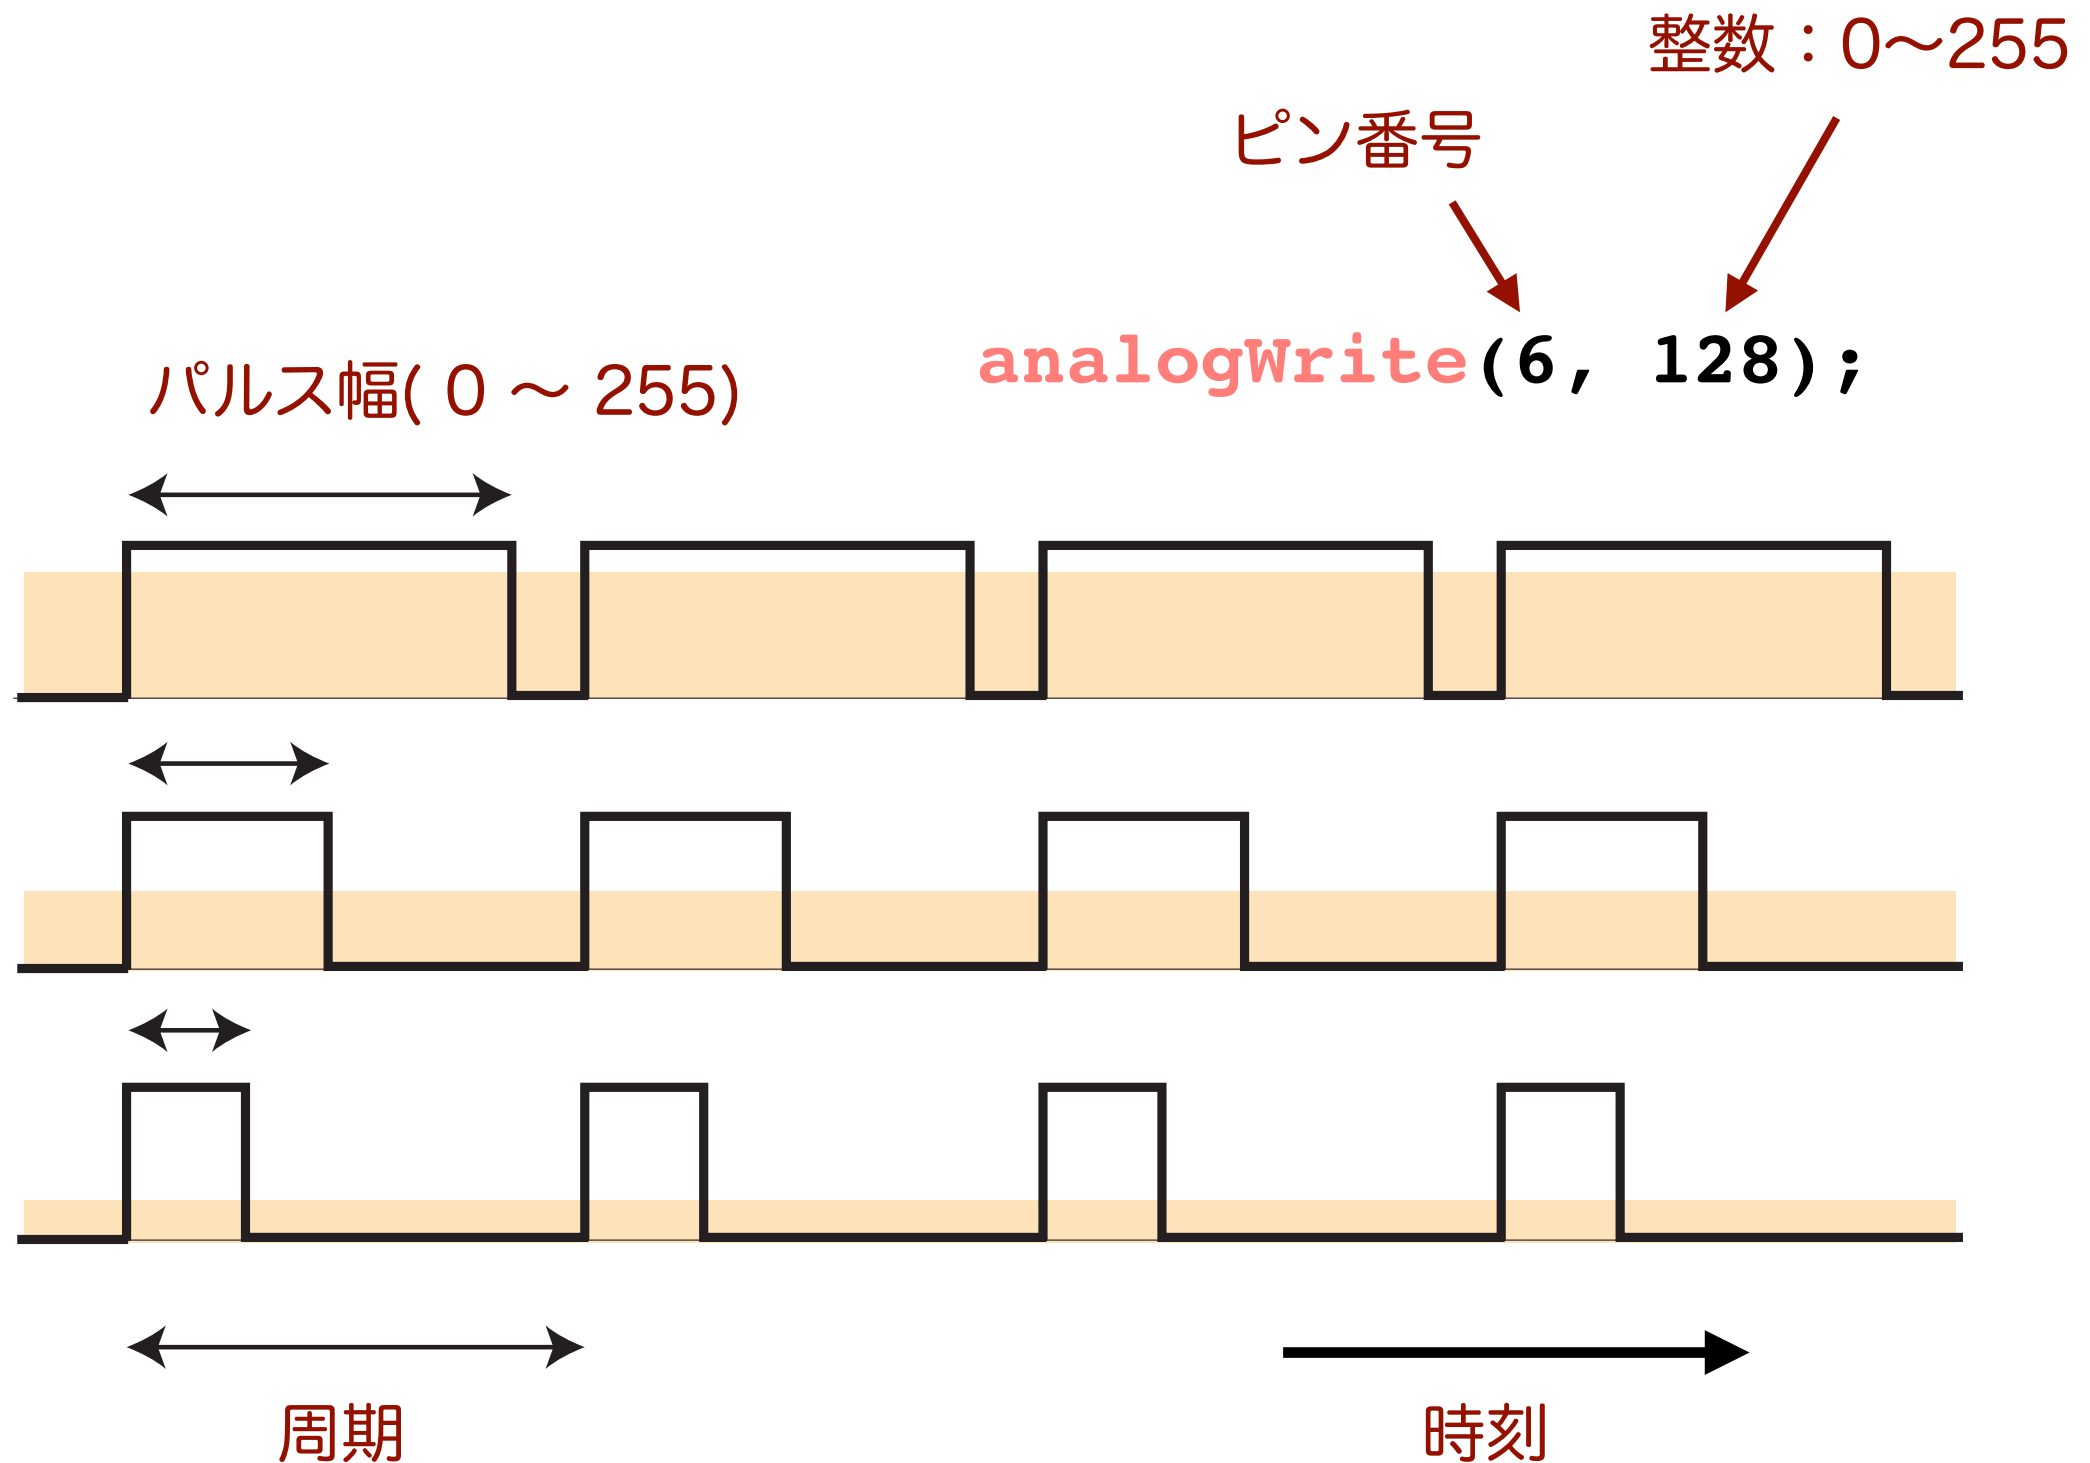 整数：0〜255
ピン番号
analogWrite(6, 128);
パルス幅( 0 〜 255)
周期
時刻